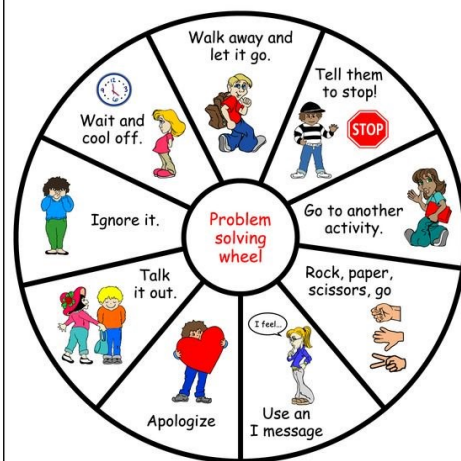 Walk away and
let it go.
Tell them
to stop!
STOP
Go to another
activity.
Rock, paper,
scissors, go
I feel...
Use an
I message
Apologize
Talk
it out.
Ignore it.
Wait and
cool off.
Problem
solving
wheel